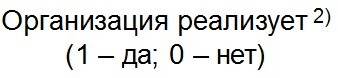 Организация реализует 2)
(1 – да; 0 – нет)